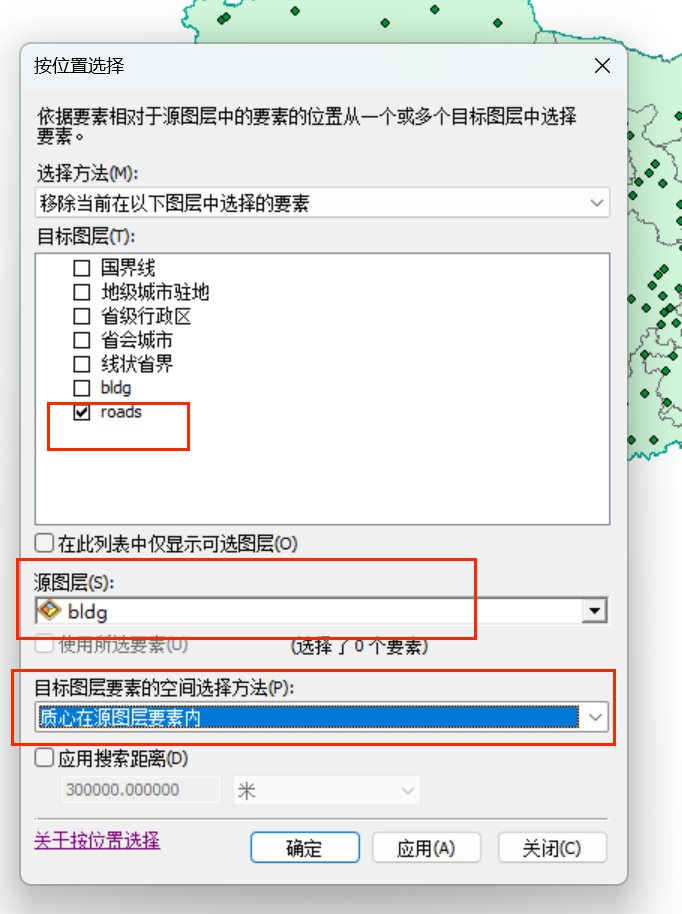 按位置选择
依据要素相对于源图层中的要素的位置从一个或多个目标图层中选择
要素。
选择方法(M):
移除当前在以下图层中选择的要素
目标图层(T):
国界线
地级城市驻地
省级行政区
省会城市
线状省界
bldg
roads
在此列表中仅显示可选图层(O)
源图层(S):
bldg
使用所选要素(U) (选择了 0 个要素)
目标图层要素的空间选择方法(P):
质心在源图层要素内
应用搜索距离(D)
300000.000000 米
关于按位置选择 确定 应用(A) 关闭(C)